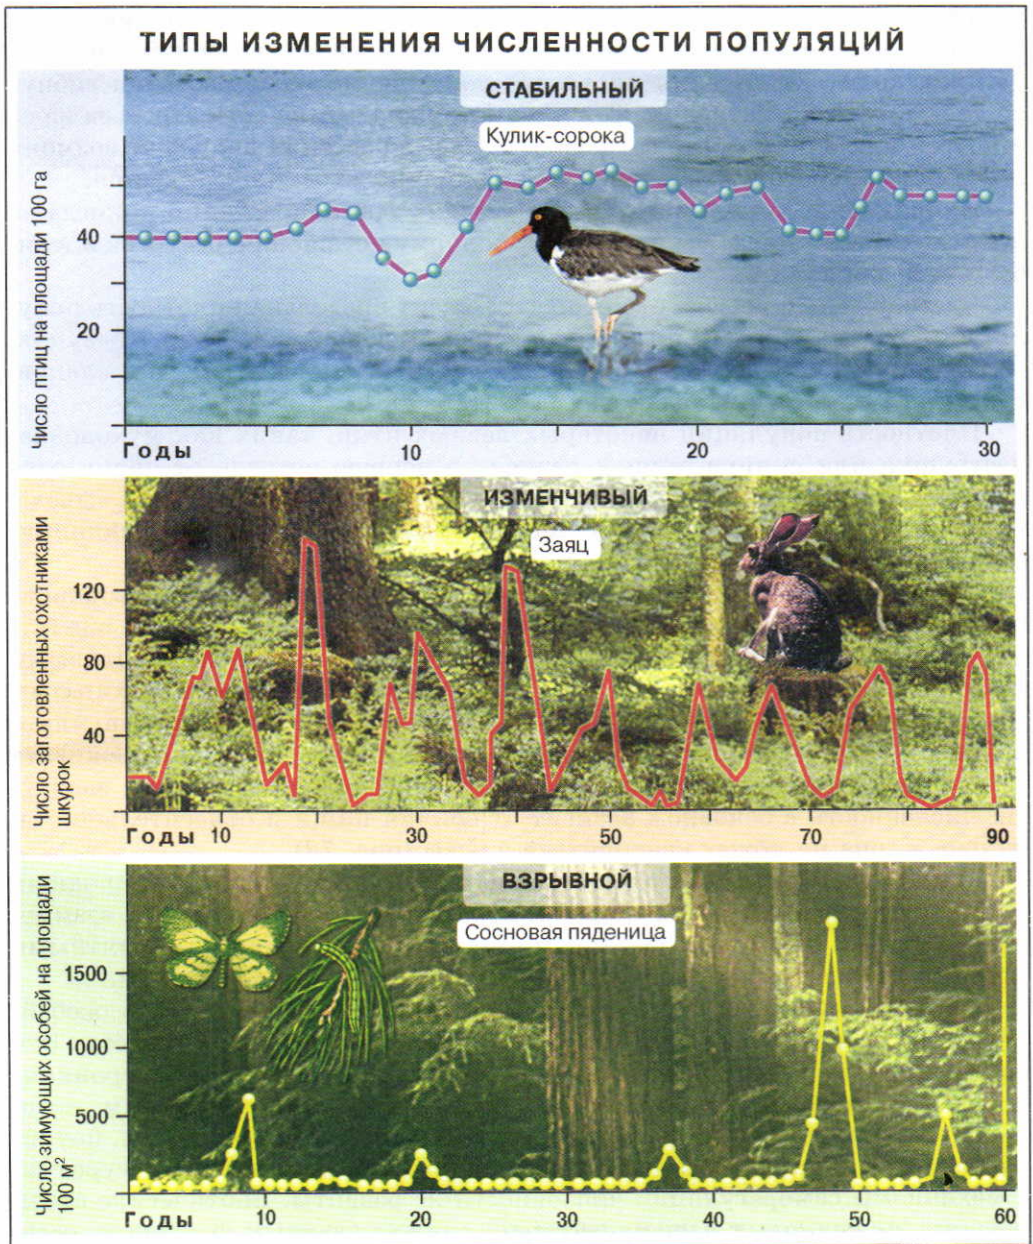 ТИПЫ ИЗМЕНЕНИЯ ЧИСЛЕННОСТИ ПОПУЛЯЦИЙ
СТАБИЛЬНЫЙ
Кулик-сорока
Число птиц на площади 100 га
40
20
Годы 10 20 30
ИЗМЕНЧИВЫЙ
Заяц
Число заготовленных охотниками
шкурок
120
80
40
Годы 10 30 50 70 90
ВЗРЫВНОЙ
Сосновая пяденица
Число зимующих особей на площади
100 м²
1500
1000
500
Годы 10 20 30 40 50 60